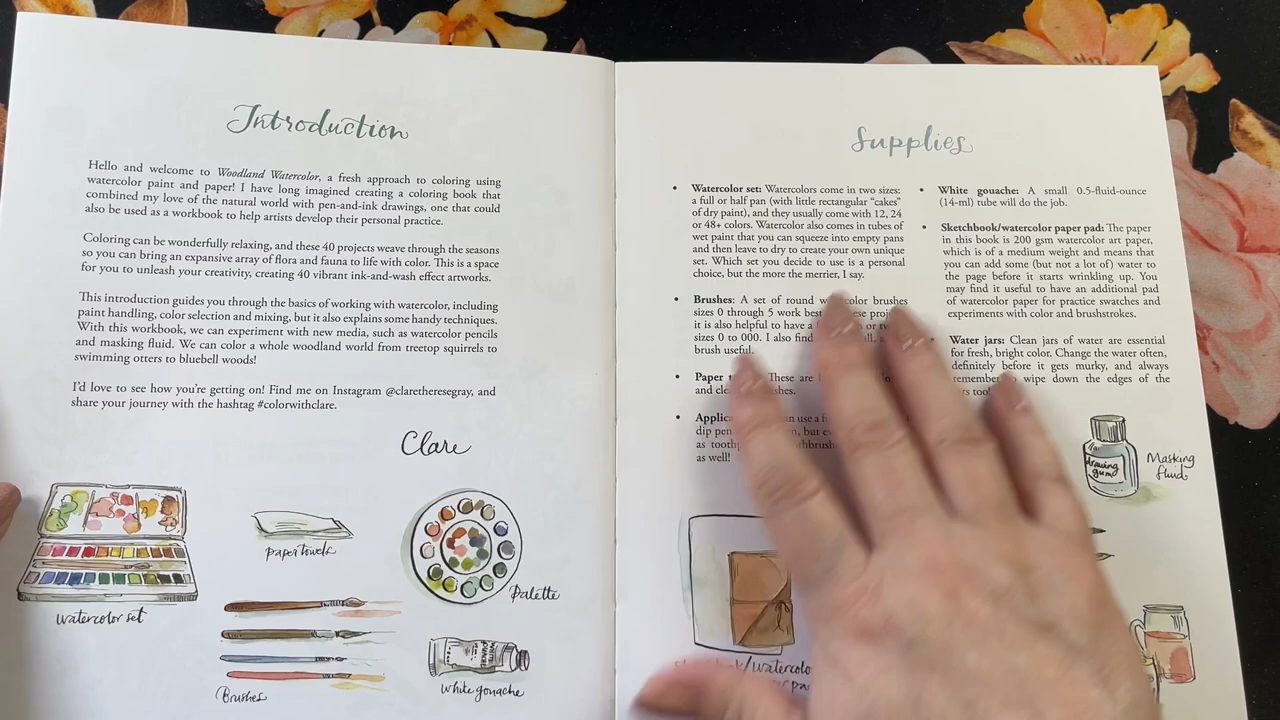 Introduction
Hello and welcome to Woodland Watercolor, a fresh approach to coloring using
watercolor paint and paper! I have long imagined creating a coloring book that
combined my love of the natural world with pen-and-ink drawings, one that could
also be used as a workbook to help artists develop their personal practice.
Coloring can be wonderfully relaxing, and these 40 projects weave through the seasons
so you can bring an expansive array of flora and fauna to life with color. This is a space
for you to unleash your creativity, creating 40 vibrant ink-and-wash effect artworks.
This introduction guides you through the basics of working with watercolor, including
paint handling, color selection and mixing, but it also explains some handy techniques.
With this workbook, we can experiment with new media, such as watercolor pencils
and masking fluid. We can color a whole woodland world from treetop squirrels to
swimming otters to bluebell woods!
I'd love to see how you're getting on! Find me on Instagram @claretheresegray, and
share your journey with the hashtag #colorwithclare.
Clare
watercolor set
paper towels
Palette
Brushes
white gouache
WHITE GOUACHE
Supplies
• Watercolor set: Watercolors come in two sizes:
a full or half pan (with little rectangular "cakes"
of dry paint), and they usually come with 12, 24
or 48+ colors. Watercolor also comes in tubes of
wet paint that you can squeeze into empty pans
and then leave to dry to create your own unique
set. Which set you decide to use is a personal
choice, but the more the merrier, I say.
• Brushes: A set of round brushes
sizes 0 through 5 work
it is also helpful to have a or
sizes 0 to 000. I also find
brush useful.
• Paper These are
and
• can use a
dip but
as
as well!
• White gouache: A small 0.5-fluid-ounce
(14-ml) tube will do the job.
• Sketchbook/watercolor paper pad: The paper
in this book is 200 gsm watercolor art paper,
which is of a medium weight and means that
you can add some (but not a lot of) water to
the page before it starts wrinkling up. You
may find it useful to have an additional pad
of watercolor paper for practice swatches and
experiments with color and brushstrokes.
Water jars: Clean jars of water are essential
for fresh, bright color. Change the water often,
definitely before it gets murky, and always
remember wipe down the edges of the
drawing gum
Masking
fluid